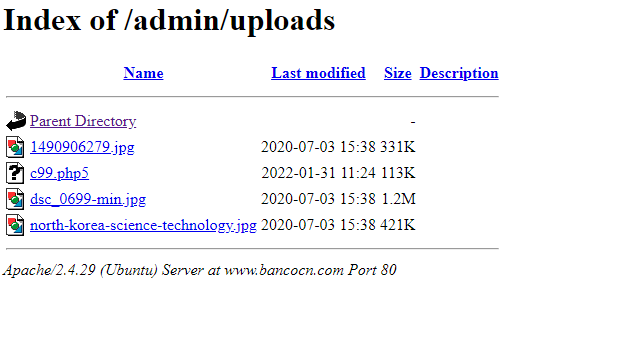 Index of /admin/uploads
Name Last modified Size Description
Parent Directory -
1490906279.jpg 2020-07-03 15:38 331K
c99.php5 2022-01-31 11:24 113K
dsc_0699-min.jpg 2020-07-03 15:38 1.2M
north-korea-science-technology.jpg 2020-07-03 15:38 421K
Apache/2.4.29 (Ubuntu) Server at www.bancocn.com Port 80